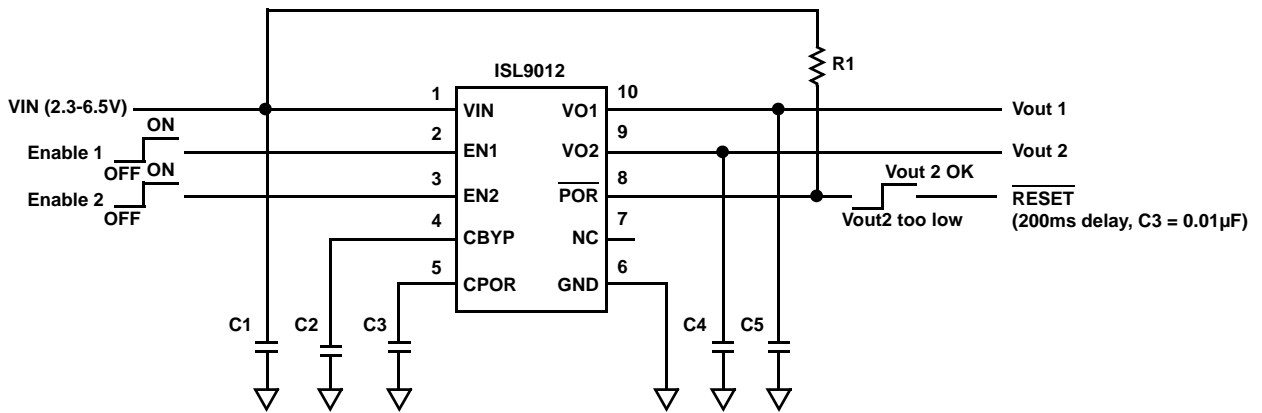 ISL9012
R1
VIN (2.3-6.5V)
1
VIN
VO1
10
Vout 1
Enable 1
ON
OFF
2
EN1
VO2
9
Vout 2
Enable 2
ON
OFF
3
EN2
POR
8
Vout 2 OK
Vout2 too low
RESET
(200ms delay, C3 = 0.01µF)
4
CBYP
NC
7
5
CPOR
GND
6
C1
C2
C3
C4
C5